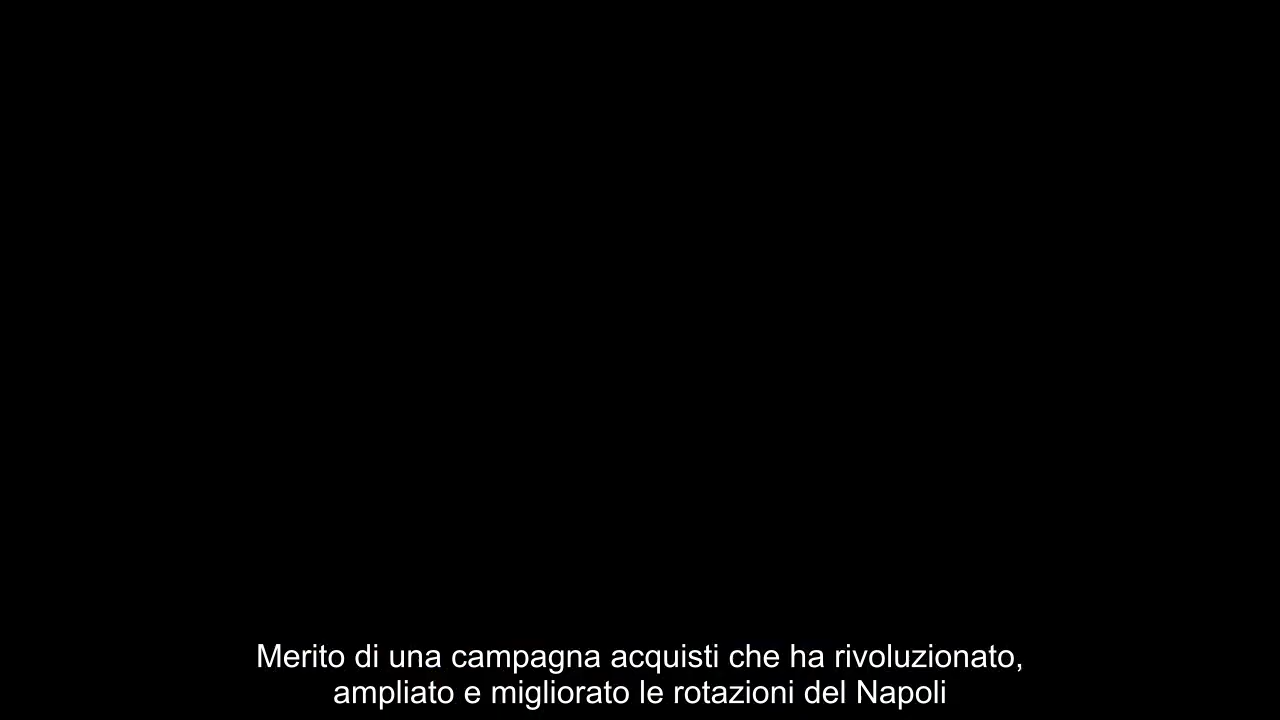 Merito di una campagna acquisti che ha rivoluzionato,
ampliato e migliorato le rotazioni del Napoli